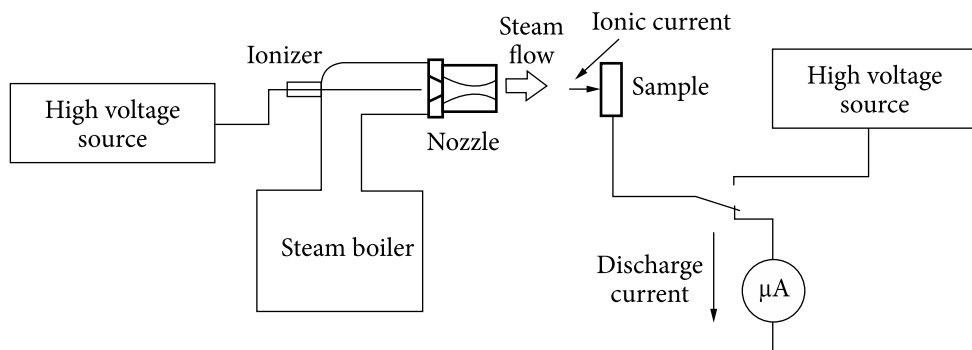 Ionizer
Steam
flow
Ionic current
High voltage
source
Nozzle
Sample
High voltage
source
Steam boiler
Discharge
current
μA